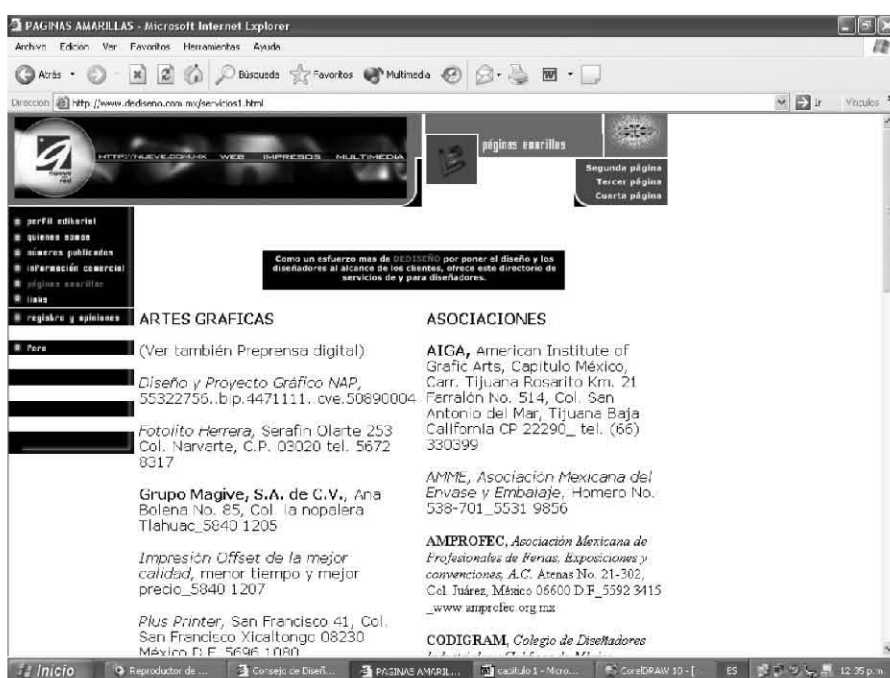 PAGINAS AMARILLAS - Microsoft Internet Explorer
Archivo Edición Ver Favoritos Herramientas Ayuda
Atrás Búsqueda Favoritos Multimedia
Dirección http://www.dediseno.com.mx/servicios1.html Ir Vínculos
HTTP://NUEVE.COM.MX WEB IMPRESOS MULTIMEDIA
nueve
red
páginas amarillas
Segunda página
Tercer página
Cuarta página
perfil editorial
quienes somos
números publicados
información comercial
páginas amarillas
links
registro y opiniones
Foro
Como un esfuerzo mas de DEDISEÑO por poner el diseño y los
diseñadores al alcance de los clientes, ofrece este directorio de
servicios de y para diseñadores.
ARTES GRAFICAS
(Ver también Preprensa digital)
Diseño y Proyecto Gráfico NAP,
55322756..bip.4471111..cve.50890004
Fotolito Herrera, Serafin Olarte 253
Col. Narvarte, C.P. 03020 tel. 5672
8317
Grupo Magive, S.A. de C.V., Ana
Bolena No. 85, Col. la nopalera
Tlahuac_5840 1205
Impresión Offset de la mejor
calidad, menor tiempo y mejor
precio_5840 1207
Plus Printer, San Francisco 41, Col.
San Francisco Xicaltongo 08230
México D.F. 5696 1080
ASOCIACIONES
AIGA, American Institute of
Grafic Arts, Capitulo México,
Carr. Tijuana Rosarito Km. 21
Farralón No. 514, Col. San
Antonio del Mar, Tijuana Baja
California CP 22290_ tel. (66)
330399
AMME, Asociación Mexicana del
Envase y Embalaje, Homero No.
538-701_5531 9856
AMPROFEC, Asociación Mexicana de
Profesionales de Ferias, Exposiciones y
convenciones, A.C. Atenas No. 21-302,
Col. Juárez, México 06600 D.F_5592 3415
_www.amprofec.org.mx
CODIGRAM, Colegio de Diseñadores
Industriales y Gráficos de México
Inicio Reproductor de ... Consejo de Diseñ... PAGINAS AMARIL... capitulo 1 - Micro... CorelDRAW 10 - [ ES 12:35 p.m.